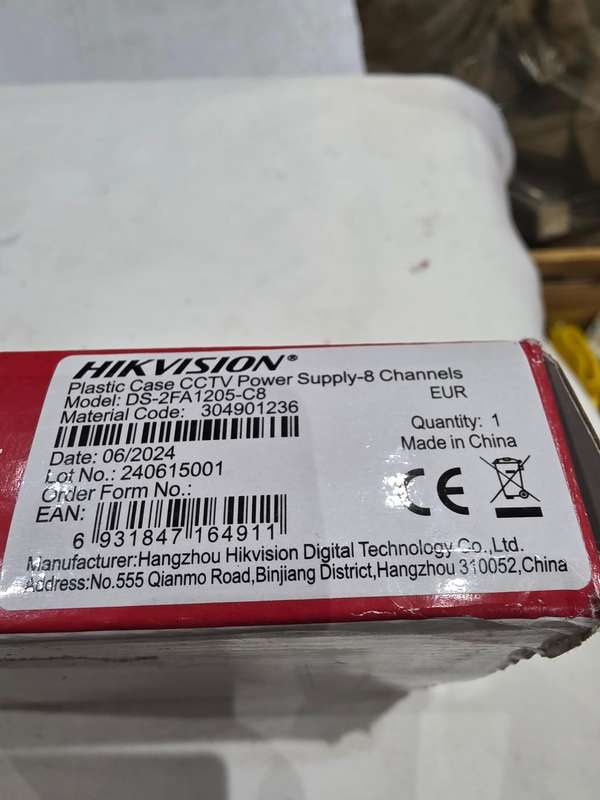 HIKVISION®
Plastic Case CCTV Power Supply-8 Channels
Model: DS-2FA1205-C8
EUR
Material Code: 304901236
Quantity: 1
Made in China
Date: 06/2024
Lot No.: 240615001
Order Form No.:
EAN:
6 931847 164911
CE
Manufacturer:Hangzhou Hikvision Digital Technology Co.,Ltd.
Address:No.555 Qianmo Road,Binjiang District,Hangzhou 310052,China